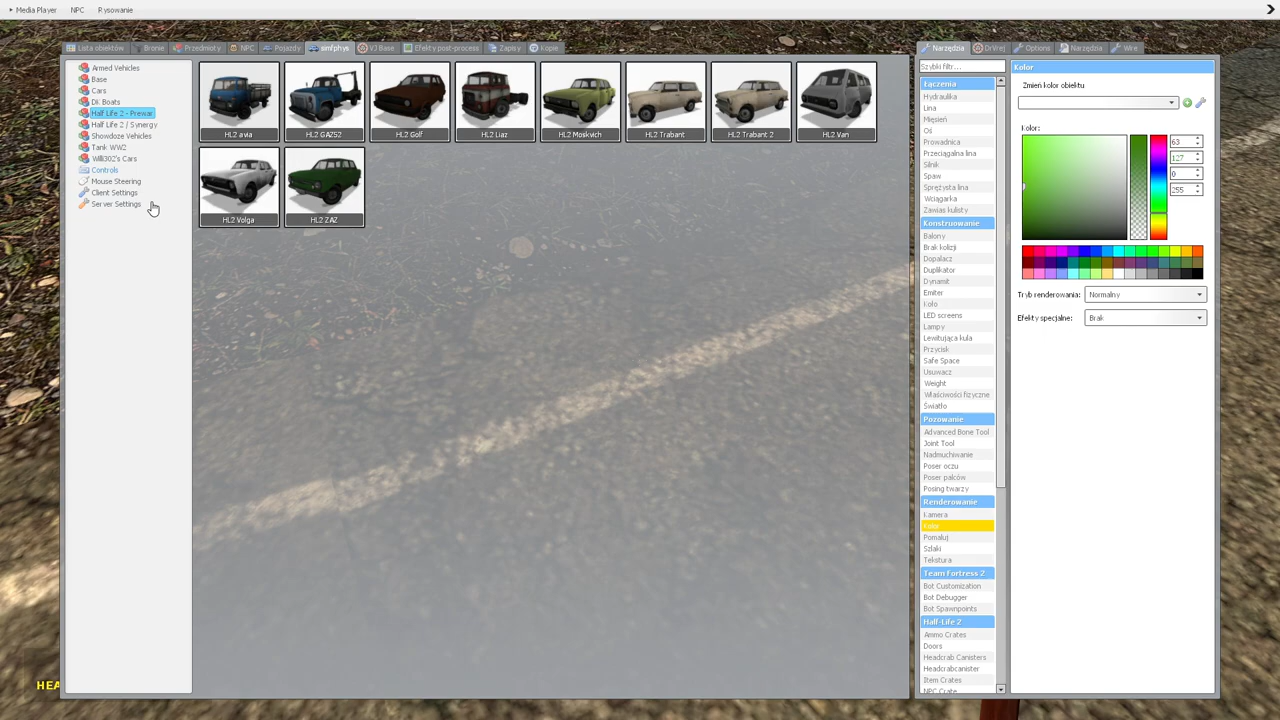 Media Player NPC Rysowanie
Lista obiektów Bronie Przedmioty NPC Pojazdy simfphys VJ Base Efekty post-process Zapisy Kopie
Narzędzia DrVrej Options Narzędzia Wire
Armed Vehicles
Base
Cars
Dk Boats
Half Life 2 - Prewar
Half Life 2 / Synergy
Showdoze Vehicles
Tank WW2
Willi302's Cars
Controls
Mouse Steering
Client Settings
Server Settings
HL2 avia HL2 GAZ52 HL2 Golf HL2 Liaz HL2 Moskvich HL2 Trabant HL2 Trabant 2 HL2 Van
HL2 Volga HL2 ZAZ
HEA
Szybki filtr...
Łączenia
Hydraulika
Lina
Mięsień
Oś
Prowadnica
Przeciągalna lina
Silnik
Spaw
Sprężysta lina
Wciągarka
Zawias kulisty
Konstruowanie
Balony
Brak kolizji
Dopalacz
Duplikator
Dynamit
Emiter
Koło
LED screens
Lampy
Lewitująca kula
Przycisk
Safe Space
Usuwacz
Weight
Właściwości fizyczne
Światło
Pozowanie
Advanced Bone Tool
Joint Tool
Nadmuchiwanie
Poser oczu
Poser palców
Posing twarzy
Renderowanie
Kamera
Kolor
Pomaluj
Szlaki
Tekstura
Team Fortress 2
Bot Customization
Bot Debugger
Bot Spawnpoints
Half-Life 2
Ammo Crates
Doors
Headcrab Canisters
Headcrabcanister
Item Crates
NPC Crate
Kolor
Zmień kolor obiektu
Kolor:
63
127
0
255
Tryb renderowania: Normalny
Efekty specjalne: Brak